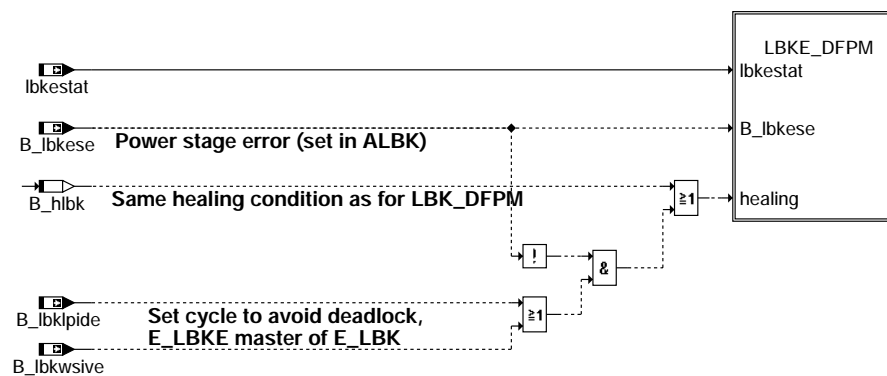 LBKE_DFPM
lbkestat
lbkestat
B_lbkese
Power stage error (set in ALBK)
B_lbkese
B_hlbk
Same healing condition as for LBK_DFPM
≥1
healing
!
&
B_lbklpide
Set cycle to avoid deadlock,
E_LBKE master of E_LBK
≥1
B_lbkwsive